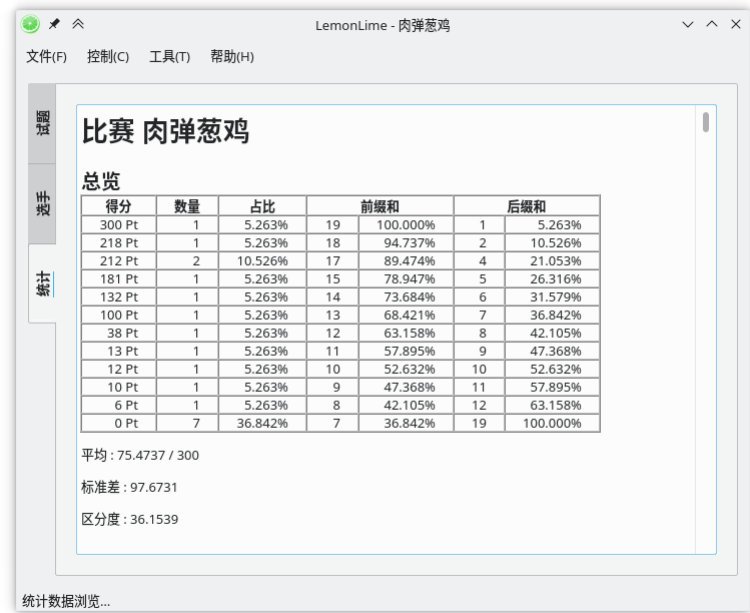 LemonLime - 肉弹葱鸡
文件(F) 控制(C) 工具(T) 帮助(H)
试题
选手
统计
比赛 肉弹葱鸡
总览
得分 数量 占比 前缀和 后缀和
300 Pt 1 5.263% 19 100.000% 1 5.263%
218 Pt 1 5.263% 18 94.737% 2 10.526%
212 Pt 2 10.526% 17 89.474% 4 21.053%
181 Pt 1 5.263% 15 78.947% 5 26.316%
132 Pt 1 5.263% 14 73.684% 6 31.579%
100 Pt 1 5.263% 13 68.421% 7 36.842%
38 Pt 1 5.263% 12 63.158% 8 42.105%
13 Pt 1 5.263% 11 57.895% 9 47.368%
12 Pt 1 5.263% 10 52.632% 10 52.632%
10 Pt 1 5.263% 9 47.368% 11 57.895%
6 Pt 1 5.263% 8 42.105% 12 63.158%
0 Pt 7 36.842% 7 36.842% 19 100.000%
平均 : 75.4737 / 300
标准差 : 97.6731
区分度 : 36.1539
统计数据浏览...